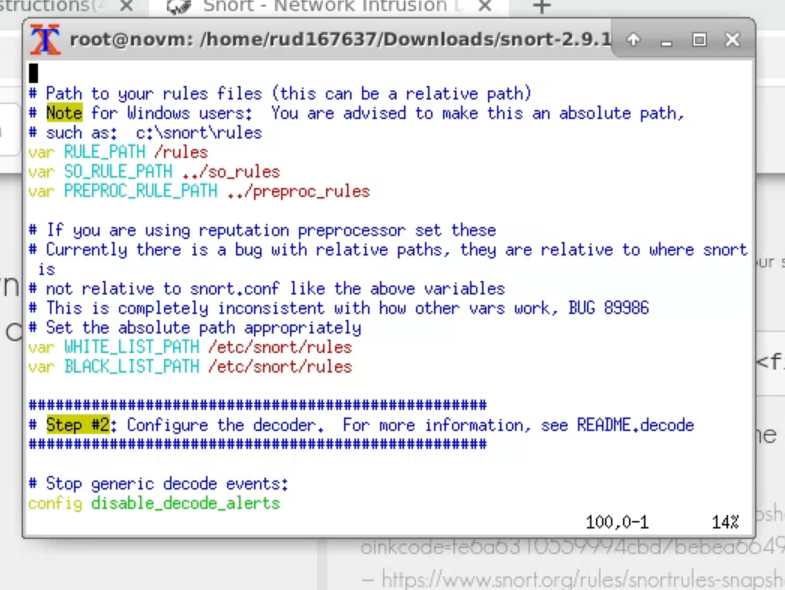 structions(4
Snort - Network Intrusion D
root@novm: /home/rud167637/Downloads/snort-2.9.1
# Path to your rules files (this can be a relative path)
# Note for Windows users:  You are advised to make this an absolute path,
# such as:  c:\snort\rules
var RULE_PATH /rules
var SO_RULE_PATH ../so_rules
var PREPROC_RULE_PATH ../preproc_rules
# If you are using reputation preprocessor set these
# Currently there is a bug with relative paths, they are relative to where snort
is
# not relative to snort.conf like the above variables
# This is completely inconsistent with how other vars work, BUG 89986
# Set the absolute path appropriately
var WHITE_LIST_PATH /etc/snort/rules
var BLACK_LIST_PATH /etc/snort/rules
###################################################
# Step #2: Configure the decoder.  For more information, see README.decode
###################################################
# Stop generic decode events:
config disable_decode_alerts
100,0-1 14%
oinkcode=fe6a6310559994cbd7bebea6649
– https://www.snort.org/rules/snortrules-snapsh